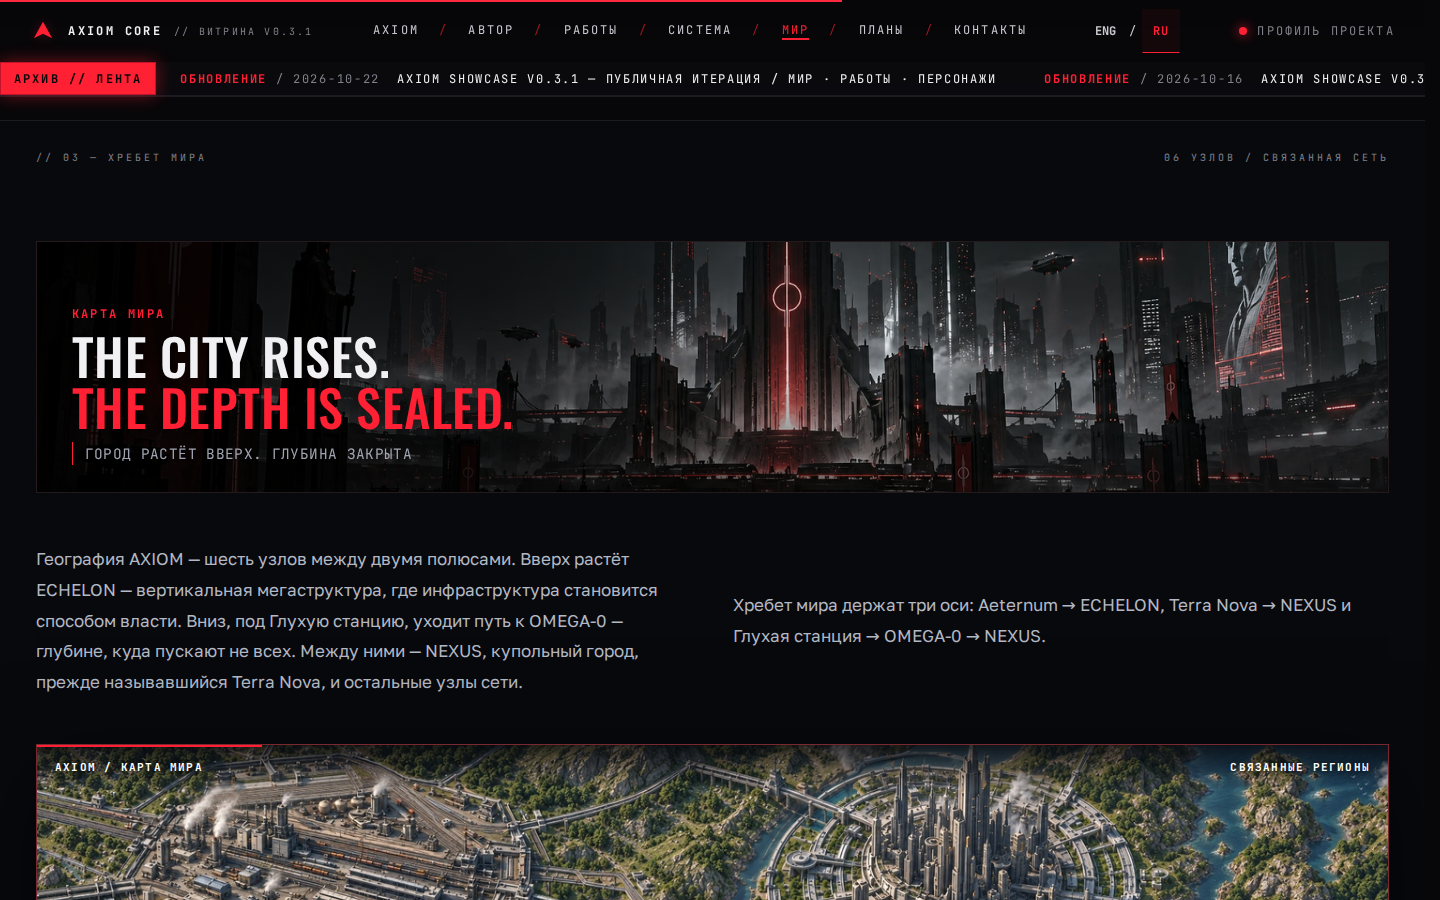 AXIOM CORE // ВИТРИНА V0.3.1 АXIOM / АВТОР / РАБОТЫ / СИСТЕМА / МИР / ПЛАНЫ / КОНТАКТЫ ENG / RU ПРОФИЛЬ ПРОЕКТА
АРХИВ // ЛЕНТА ОБНОВЛЕНИЕ / 2026-10-22 AXIOM SHOWCASE V0.3.1 — ПУБЛИЧНАЯ ИТЕРАЦИЯ / МИР · РАБОТЫ · ПЕРСОНАЖИ ОБНОВЛЕНИЕ / 2026-10-16 AXIOM SHOWCASE V0.3
// 03 — ХРЕБЕТ МИРА 06 УЗЛОВ / СВЯЗАННАЯ СЕТЬ
КАРТА МИРА
THE CITY RISES.
THE DEPTH IS SEALED.
ГОРОД РАСТЁТ ВВЕРХ. ГЛУБИНА ЗАКРЫТА
География AXIOM — шесть узлов между двумя полюсами. Вверх растёт
ECHELON — вертикальная мегаструктура, где инфраструктура становится
способом власти. Вниз, под Глухую станцию, уходит путь к OMEGA-0 —
глубине, куда пускают не всех. Между ними — NEXUS, купольный город,
прежде называвшийся Terra Nova, и остальные узлы сети.
Хребет мира держат три оси: Aeternum → ECHELON, Terra Nova → NEXUS и
Глухая станция → OMEGA-0 → NEXUS.
AXIOM / КАРТА МИРА СВЯЗАННЫЕ РЕГИОНЫ